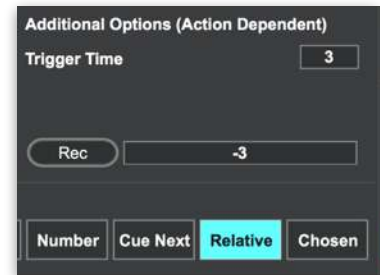 Additional Options (Action Dependent)
Trigger Time 3
Rec -3
Number Cue Next Relative Chosen